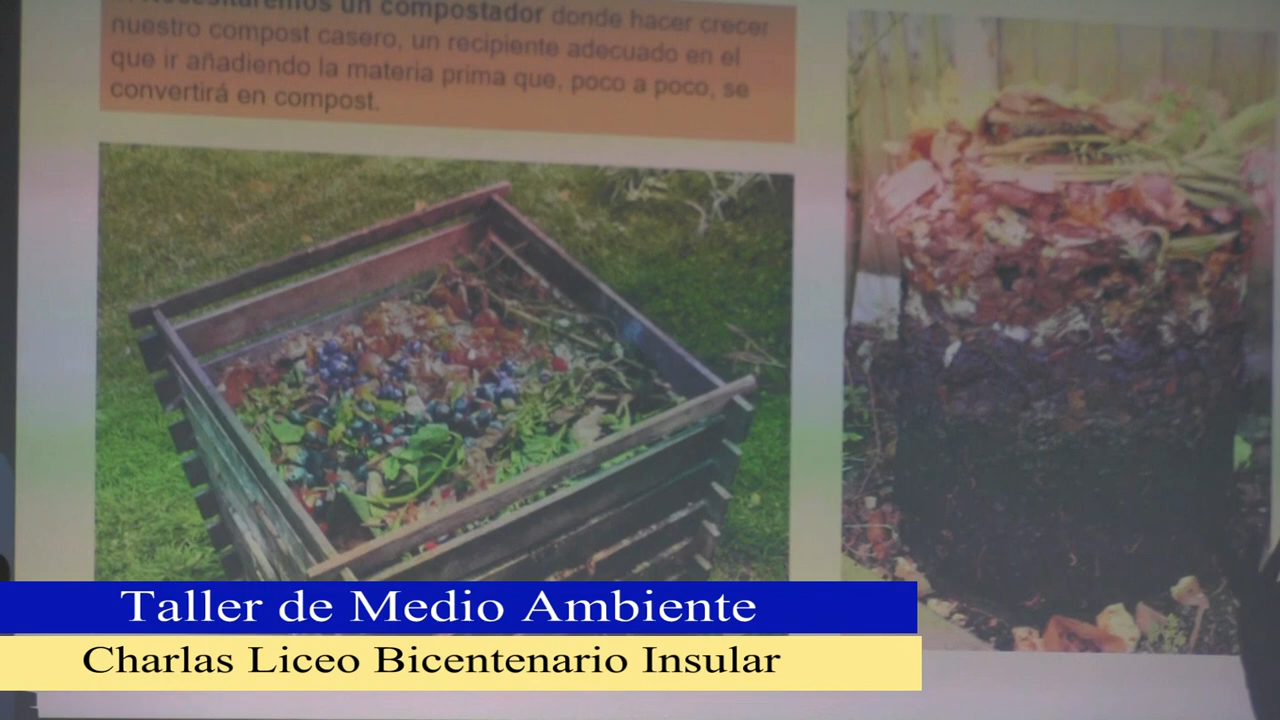 Necesitaremos un compostador donde hacer crecer
nuestro compost casero, un recipiente adecuado en el
que ir añadiendo la materia prima que, poco a poco, se
convertirá en compost.
Taller de Medio Ambiente
Charlas Liceo Bicentenario Insular